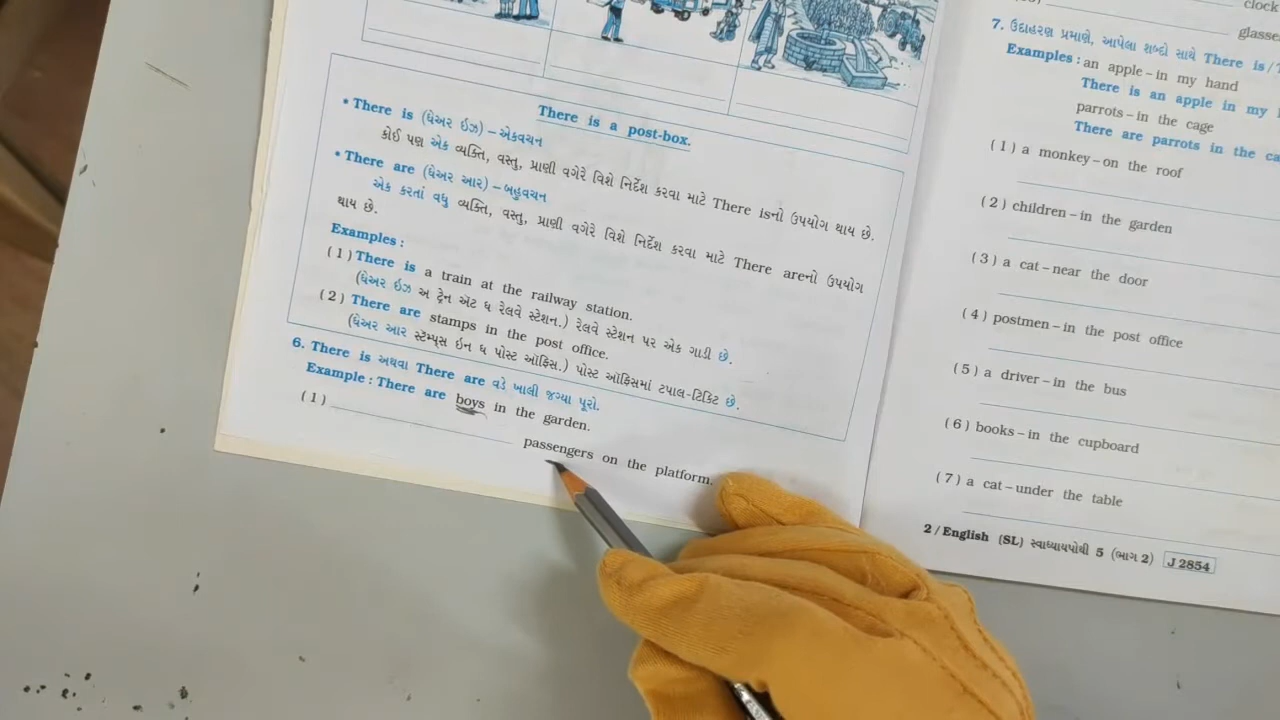 There is a post-box.
• There is (ધેઅર ઈઝ) – એકવચન
કોઈ પણ એક વ્યક્તિ, વસ્તુ, પ્રાણી વગેરે વિશે નિર્દેશ કરવા માટે There isનો ઉપયોગ થાય છે.
• There are (ધેઅર આર) – બહુવચન
એક કરતાં વધુ વ્યક્તિ, વસ્તુ, પ્રાણી વગેરે વિશે નિર્દેશ કરવા માટે There areનો ઉપયોગ
થાય છે.
Examples :
( 1 ) There is a train at the railway station.
(ધેઅર ઈઝ અ ટ્રેન ઍટ ધ રેલવે સ્ટેશન.) રેલવે સ્ટેશન પર એક ગાડી છે.
( 2 ) There are stamps in the post office.
(ધેઅર આર સ્ટૅમ્પ્સ ઇન ધ પોસ્ટ ઑફિસ.) પોસ્ટ ઑફિસમાં ટપાલ-ટિકિટ છે.
6. There is અથવા There are વડે ખાલી જગ્યા પૂરો.
Example : There are boys in the garden.
( 1 ) ____________ passengers on the platform.
clock
glasse
7. ઉદાહરણ પ્રમાણે, આપેલા શબ્દો સાથે There is /
Examples : an apple – in my hand
There is an apple in my
parrots – in the cage
There are parrots in the ca
( 1 ) a monkey – on the roof
( 2 ) children – in the garden
( 3 ) a cat – near the door
( 4 ) postmen – in the post office
( 5 ) a driver – in the bus
( 6 ) books – in the cupboard
( 7 ) a cat – under the table
2 / English (SL) સ્વાધ્યાયપોથી 5 (ભાગ 2) J 2854